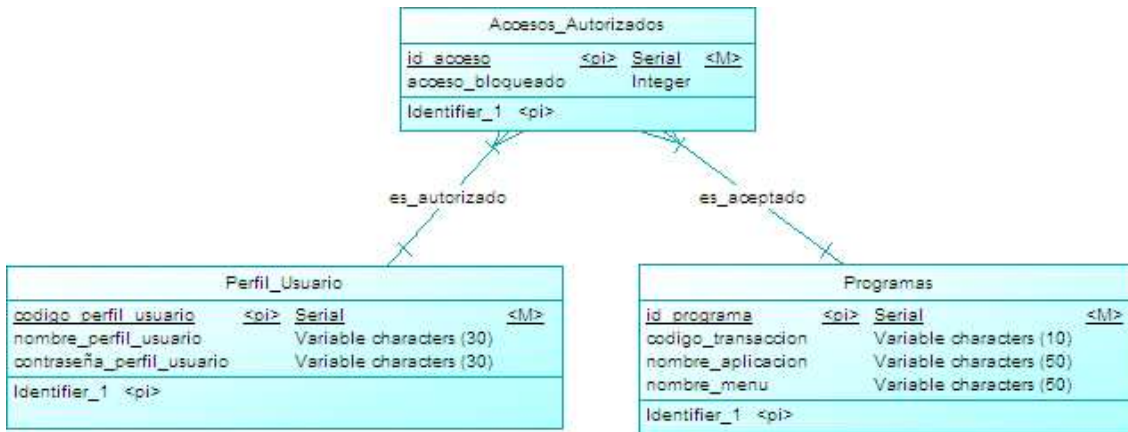 Accesos_Autorizados
id_acceso <pi> Serial <M>
acceso_bloqueado Integer
Identifier_1 <pi>
es_autorizado
es_aceptado
Perfil_Usuario
codigo_perfil_usuario <pi> Serial <M>
nombre_perfil_usuario Variable characters (30)
contraseña_perfil_usuario Variable characters (30)
Identifier_1 <pi>
Programas
id_programa <pi> Serial <M>
codigo_transaccion Variable characters (10)
nombre_aplicacion Variable characters (50)
nombre_menu Variable characters (50)
Identifier_1 <pi>